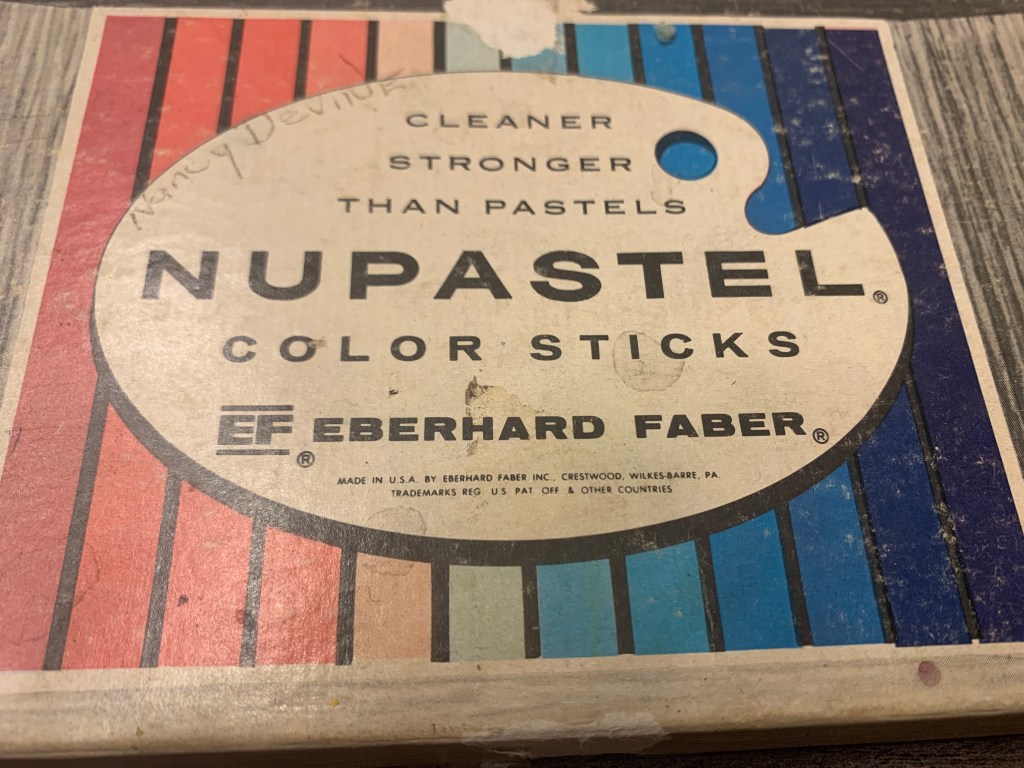 Nancy Devine
CLEANER
STRONGER
THAN PASTELS
NUPASTEL®
COLOR STICKS
EF® EBERHARD FABER®
MADE IN U.S.A. BY EBERHARD FABER INC., CRESTWOOD, WILKES-BARRE, PA.
TRADEMARKS REG U.S PAT OFF & OTHER COUNTRIES